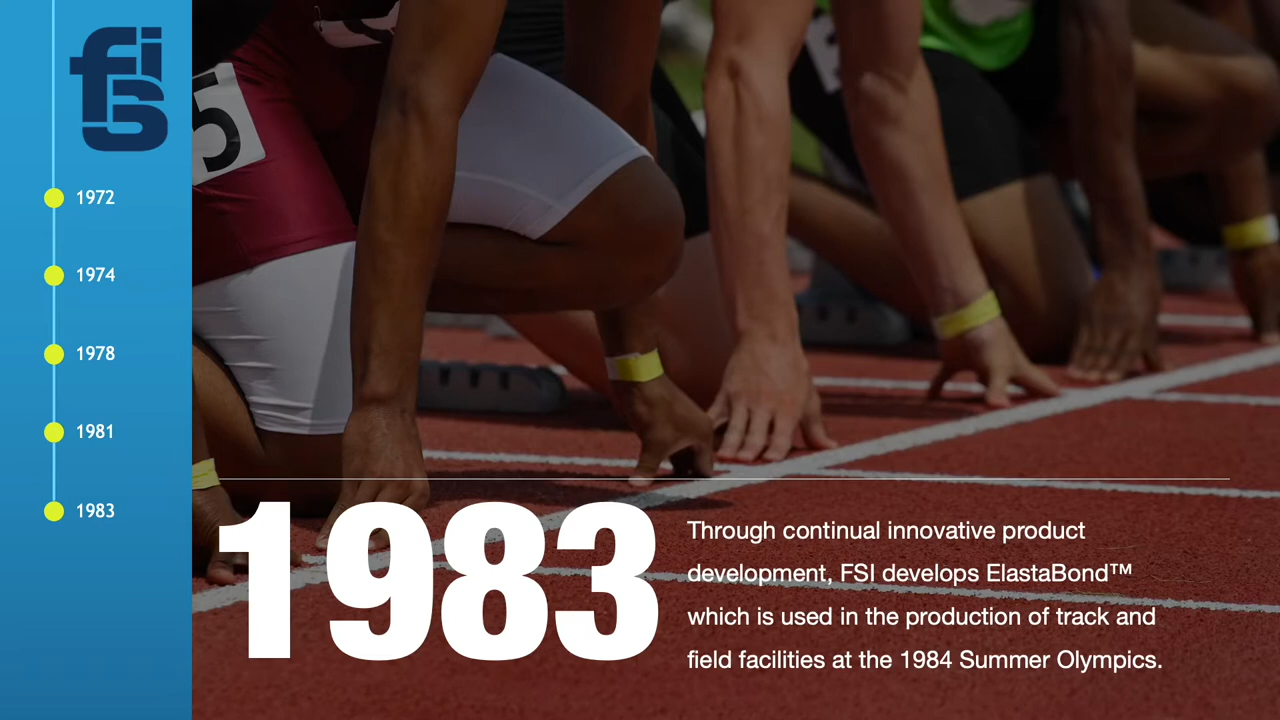 fsi
1972
1974
1978
1981
1983
5
1983
Through continual innovative product
development, FSI develops ElastaBond™
which is used in the production of track and
field facilities at the 1984 Summer Olympics.